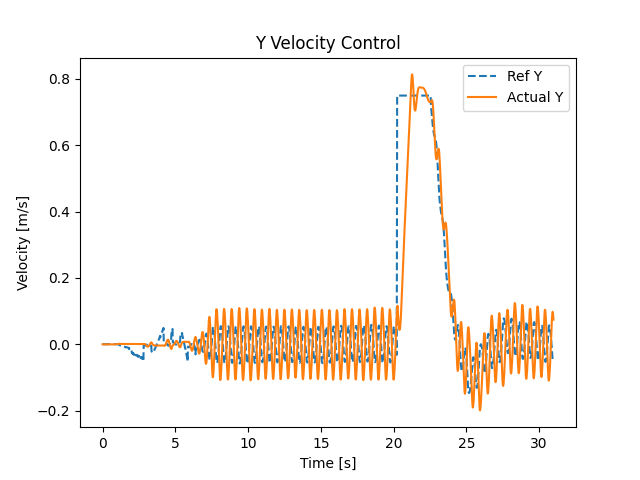 Y Velocity Control
Ref Y
Actual Y
0.8
0.6
0.4
0.2
0.0
−0.2
Velocity [m/s]
0 5 10 15 20 25 30
Time [s]